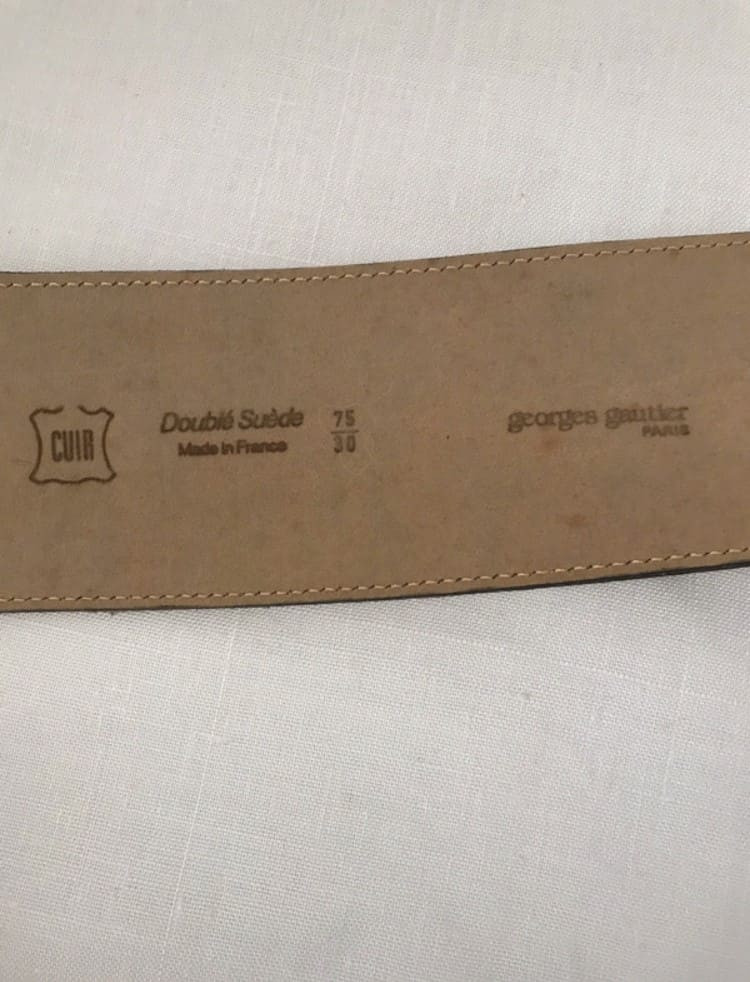 CUIR
Doublé Suède
Made in France
75
30
georges gautier
PARIS